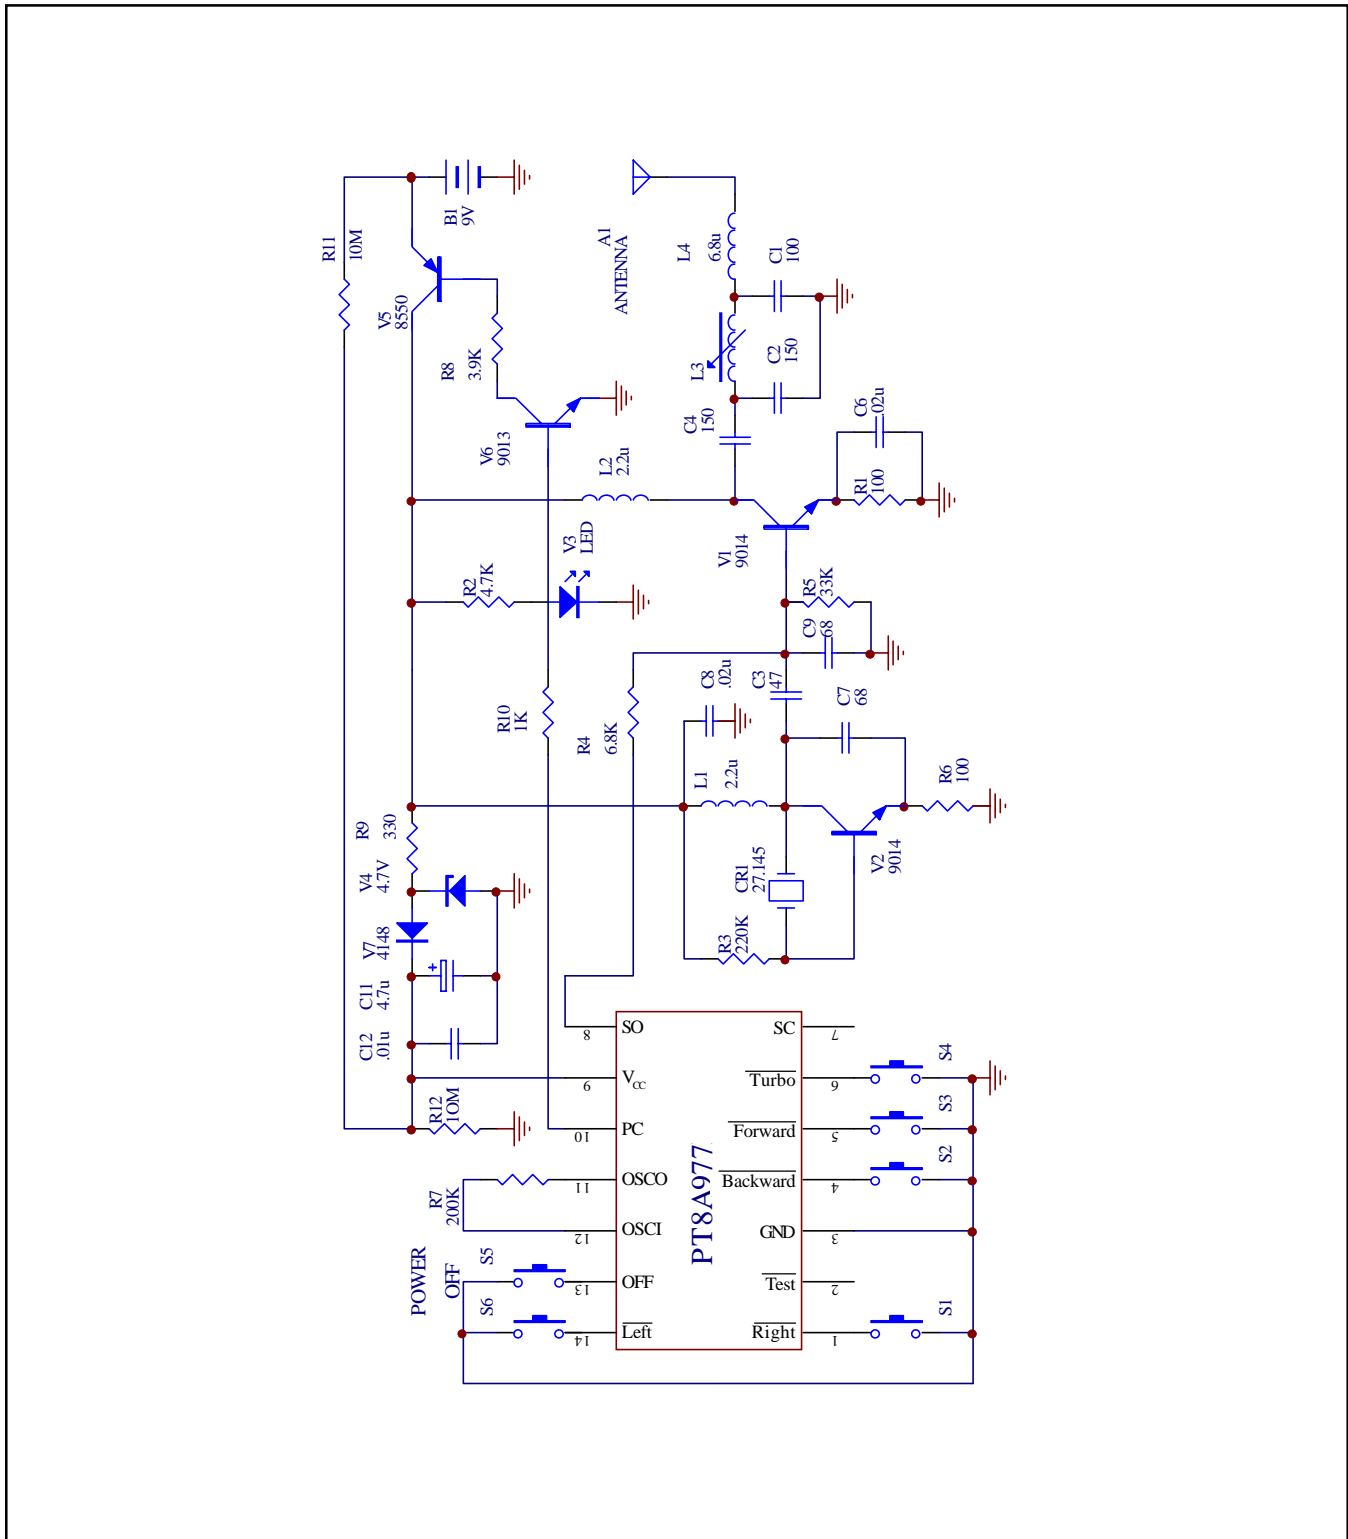 R11
10M
B1
9V
V5
8550
R8
3.9K
A1
ANTENNA
L4
6.8u
C1
100
L3
C2
150
C4
150
V6
9013
L2
2.2u
C6
.02u
R1
100
V1
9014
V3
LED
R2
4.7K
R5
33K
C9
68
C8
.02u
C3
47
C7
68
R10
1K
R4
6.8K
L1
2.2u
R6
100
R9
330
V4
4.7V
V7
4148
CR1
27.145
V2
9014
R3
220K
C11
4.7u
+
C12
.01u
R12
1OM
R7
200K
POWER
OFF
S5
S6
PT8A977
8 SO
9 VCC
10 PC
11 OSCO
12 OSCI
13 OFF
14 Left
SC 7
Turbo 6
Forward 5
Backward 4
GND 3
Test 2
Right 1
S4
S3
S2
S1